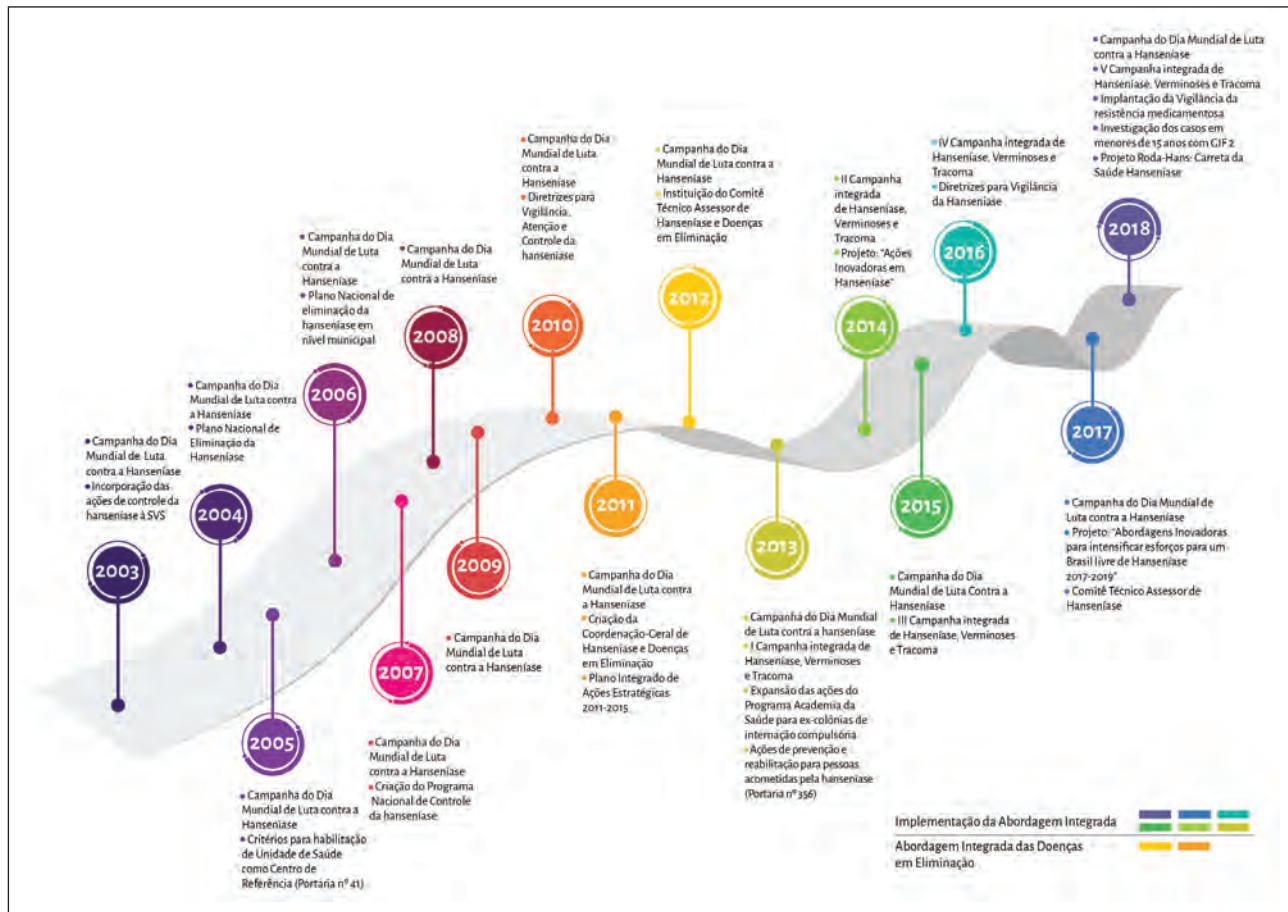 2003
• Campanha do Dia
Mundial de Luta
contra a Hanseníase
• Incorporação das
ações de controle da
hanseníase à SVS
2004
• Campanha do Dia
Mundial de Luta contra
a Hanseníase
• Plano Nacional de
Eliminação da
Hanseníase
2005
• Campanha do Dia
Mundial de Luta contra a
Hanseníase
• Critérios para habilitação
de Unidade de Saúde
como Centro de
Referência (Portaria nº 41)
2006
• Campanha do Dia
Mundial de Luta
contra a
Hanseníase
• Plano Nacional de
eliminação da
hanseníase em
nível municipal
2007
• Campanha do Dia
Mundial de Luta
contra a Hanseníase
• Criação do Programa
Nacional de Controle
da hanseníase
2008
• Campanha do Dia
Mundial de Luta
contra a Hanseníase
2009
• Campanha do Dia
Mundial de Luta
contra a Hanseníase
2010
• Campanha do Dia
Mundial de Luta
contra a
Hanseníase
• Diretrizes para
Vigilância,
Atenção e
Controle da
hanseníase
2011
• Campanha do Dia
Mundial de Luta contra
a Hanseníase
• Criação da
Coordenação-Geral de
Hanseníase e Doenças
em Eliminação
• Plano Integrado de
Ações Estratégicas
2011-2015
2012
• Campanha do Dia
Mundial de Luta contra a
Hanseníase
• Instituição do Comitê
Técnico Assessor de
Hanseníase e Doenças
em Eliminação
2013
• Campanha do Dia Mundial
de Luta contra a hanseníase
• I Campanha integrada de
Hanseníase, Verminoses
e Tracoma
• Expansão das ações do
Programa Academia da
Saúde para ex-colônias de
internação compulsória
• Ações de prevenção e
reabilitação para pessoas
acometidas pela hanseníase
(Portaria nº 356)
2014
• II Campanha
integrada
de Hanseníase,
Verminoses e
Tracoma
• Projeto: "Ações
Inovadoras em
Hanseníase"
2015
• Campanha do Dia
Mundial de Luta Contra a
Hanseníase
• III Campanha integrada
de Hanseníase, Verminoses
e Tracoma
2016
• IV Campanha integrada de
Hanseníase, Verminoses e
Tracoma
• Diretrizes para Vigilância
da Hanseníase
2017
• Campanha do Dia Mundial de
Luta contra a Hanseníase
• Projeto: "Abordagens Inovadoras
para intensificar esforços para um
Brasil livre de Hanseníase
2017-2019"
• Comitê Técnico Assessor de
Hanseníase
2018
• Campanha do Dia Mundial de Luta
contra a Hanseníase
• V Campanha integrada de
Hanseníase, Verminoses e Tracoma
• Implantação da Vigilância da
resistência medicamentosa
• Investigação dos casos em
menores de 15 anos com GIF 2
• Projeto Roda-Hans: Carreta da
Saúde Hanseníase
Implementação da Abordagem Integrada
Abordagem Integrada das Doenças
em Eliminação